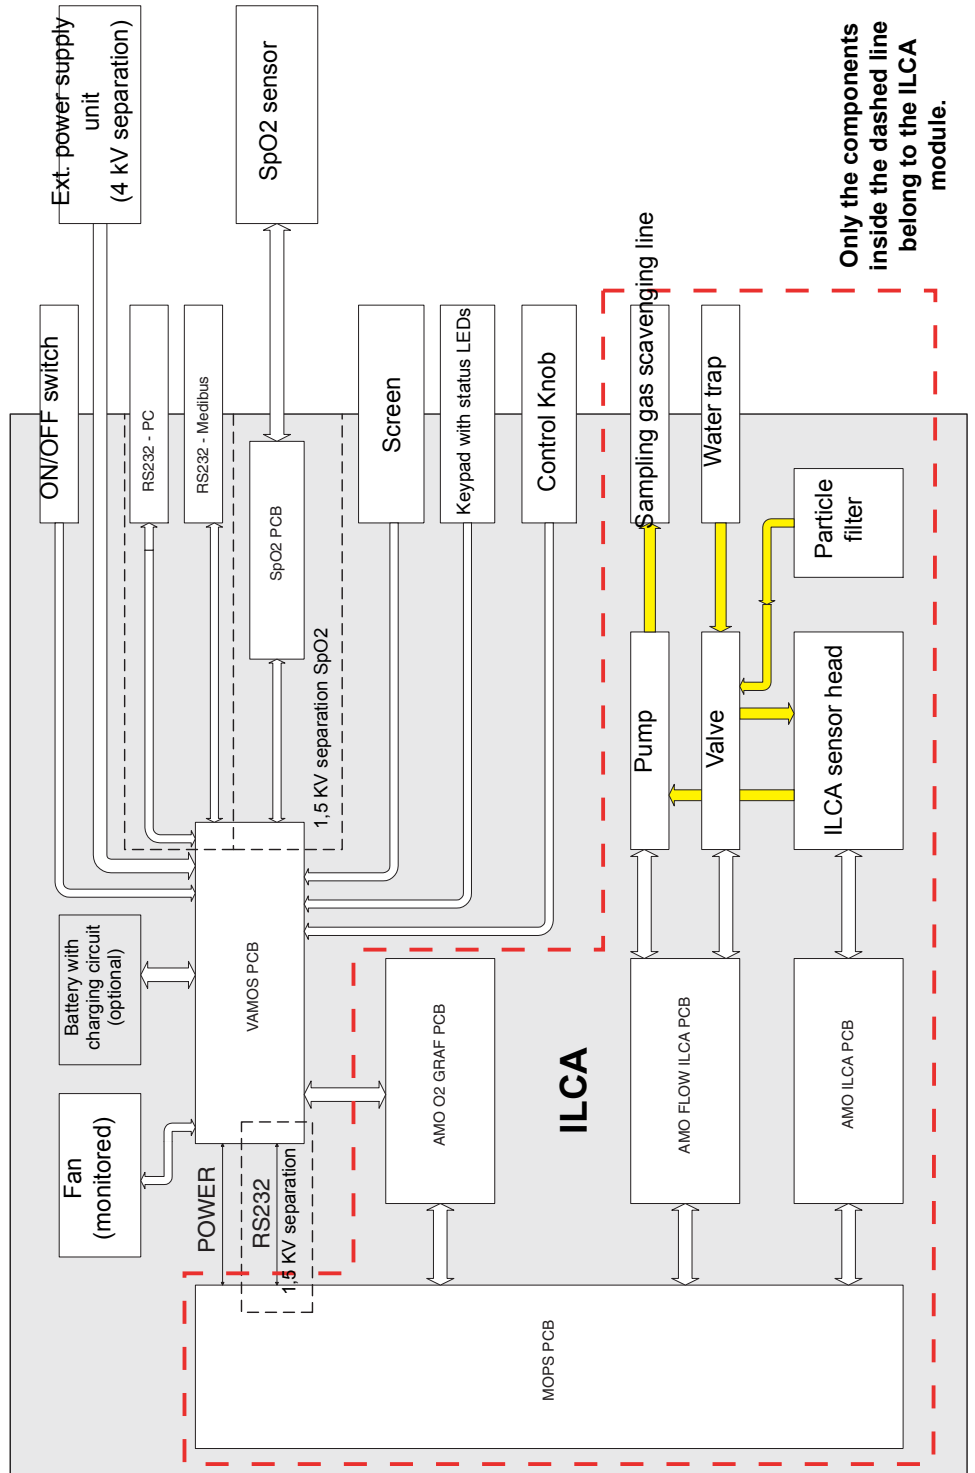 Ext. power supply
unit
(4 kV separation)
SpO2 sensor
Only the components
inside the dashed line
belong to the ILCA
module.
ON/OFF switch
RS232 - PC
RS232 - Medibus
SpO2 PCB
1,5 KV separation SpO2
Screen
Keypad with status LEDs
Control Knob
Sampling gas scavenging line
Water trap
Particle
filter
Pump
Valve
ILCA sensor head
Battery with
charging circuit
(optional)
VAMOS PCB
Fan
(monitored)
POWER
RS232
1,5 KV separation
AMO O2 GRAF PCB
ILCA
AMO FLOW ILCA PCB
AMO ILCA PCB
MOPS PCB